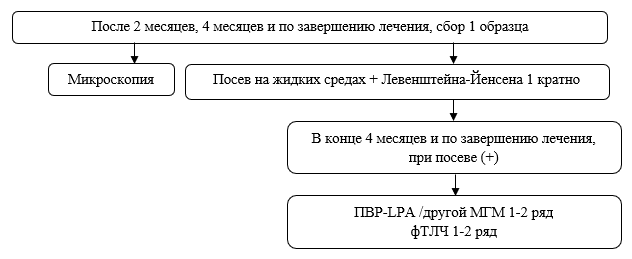 После 2 месяцев, 4 месяцев и по завершению лечения, сбор 1 образца
Микроскопия
Посев на жидких средах + Левенштейна-Йенсена 1 кратно
В конце 4 месяцев и по завершению лечения,
при посеве (+)
ПВР-LPA /другой МГМ 1-2 ряд
фТЛЧ 1-2 ряд